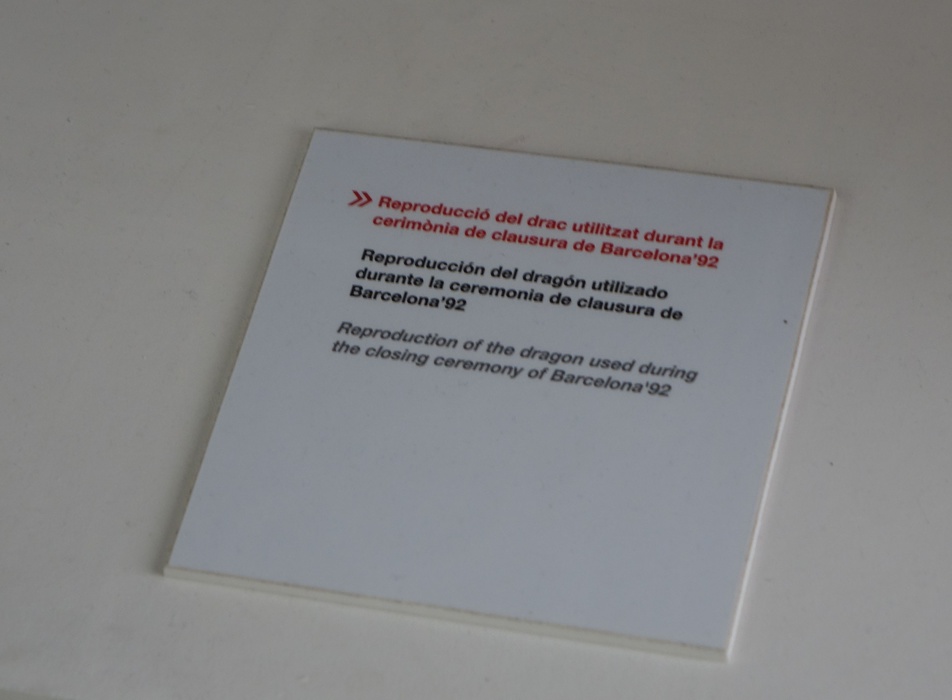 » Reproducció del drac utilitzat durant la
cerimònia de clausura de Barcelona'92
Reproducción del dragón utilizado
durante la ceremonia de clausura de
Barcelona'92
Reproduction of the dragon used during
the closing ceremony of Barcelona'92